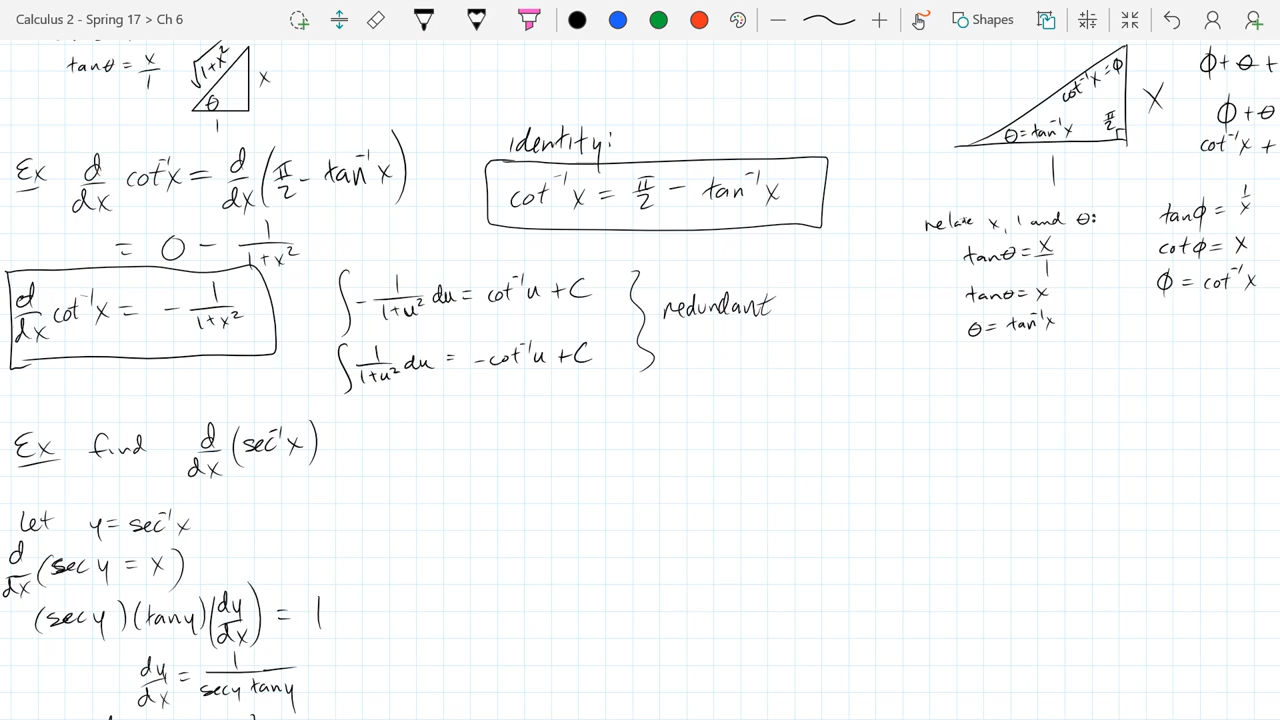 Calculus 2 - Spring 17 > Ch 6
Shapes
tanθ = x/1
√1+x²
x
θ
1
Ex d/dx cot⁻¹x = d/dx (π/2 - tan⁻¹x)
= 0 - 1/1+x²
d/dx cot⁻¹x = - 1/1+x²
identity:
cot⁻¹x = π/2 - tan⁻¹x
∫ - 1/1+u² du = cot⁻¹u + C
∫ 1/1+u² du = -cot⁻¹u + C
redundant
Ex find d/dx (sec⁻¹x)
let y = sec⁻¹x
d/dx (sec y = x)
(sec y)(tan y)(dy/dx) = 1
dy/dx = 1/secy tany
cot⁻¹x = ϕ
θ = tan⁻¹x
π/2
X
1
relate x, 1 and θ:
tanθ = x/1
tanθ = x
θ = tan⁻¹x
ϕ + θ +
ϕ + θ
cot⁻¹x +
tanϕ = 1/x
cotϕ = x
ϕ = cot⁻¹x